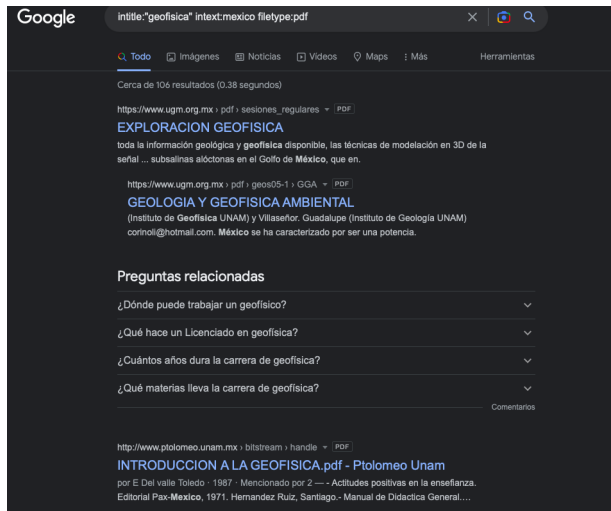 Google
intitle:"geofisica" intext:mexico filetype:pdf
Todo Imágenes Noticias Vídeos Maps Más Herramientas
Cerca de 106 resultados (0.38 segundos)
https://www.ugm.org.mx › pdf › sesiones_regulares PDF
EXPLORACION GEOFISICA
toda la información geológica y geofísica disponible, las técnicas de modelación en 3D de la
señal ... subsalinas alóctonas en el Golfo de México, que en.
https://www.ugm.org.mx › pdf › geos05-1 › GGA PDF
GEOLOGIA Y GEOFISICA AMBIENTAL
(Instituto de Geofísica UNAM) y Villaseñor. Guadalupe (Instituto de Geología UNAM)
corinoli@hotmail.com. México se ha caracterizado por ser una potencia.
Preguntas relacionadas
¿Dónde puede trabajar un geofísico?
¿Qué hace un Licenciado en geofísica?
¿Cuántos años dura la carrera de geofísica?
¿Qué materias lleva la carrera de geofísica?
Comentarios
http://www.ptolomeo.unam.mx › bitstream › handle PDF
INTRODUCCION A LA GEOFISICA.pdf - Ptolomeo Unam
por E Del valle Toledo · 1987 · Mencionado por 2 — - Actitudes positivas en la enseñanza.
Editorial Pax-Mexico, 1971. Hernandez Ruiz, Santiago.- Manual de Didactica General....